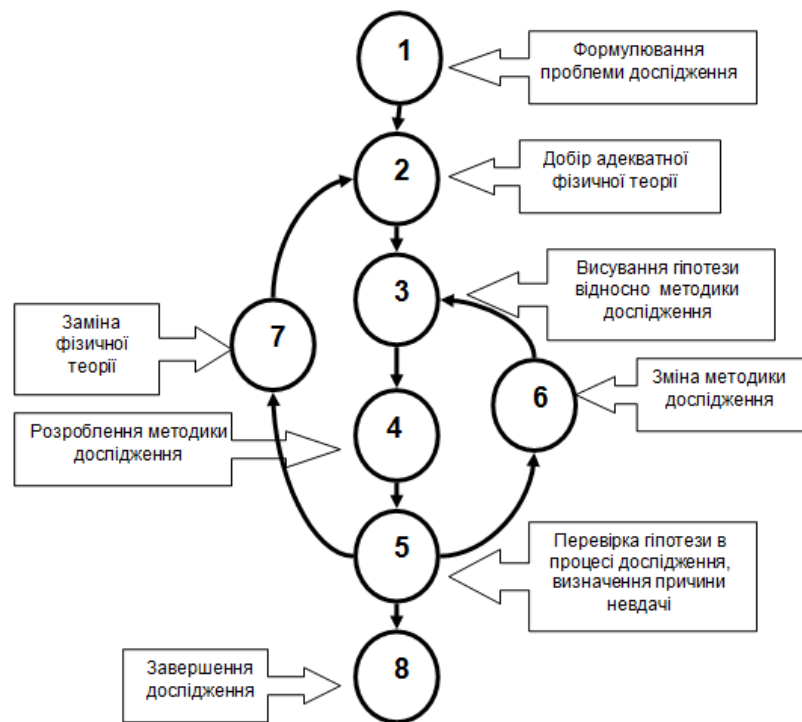 1
Формулювання
проблеми дослідження
2
Добір адекватної
фізичної теорії
3
Висування гіпотези
відносно методики
дослідження
7
Заміна
фізичної
теорії
6
Зміна методики
дослідження
4
Розроблення методики
дослідження
5
Перевірка гіпотези в
процесі дослідження,
визначення причини
невдачі
8
Завершення
дослідження